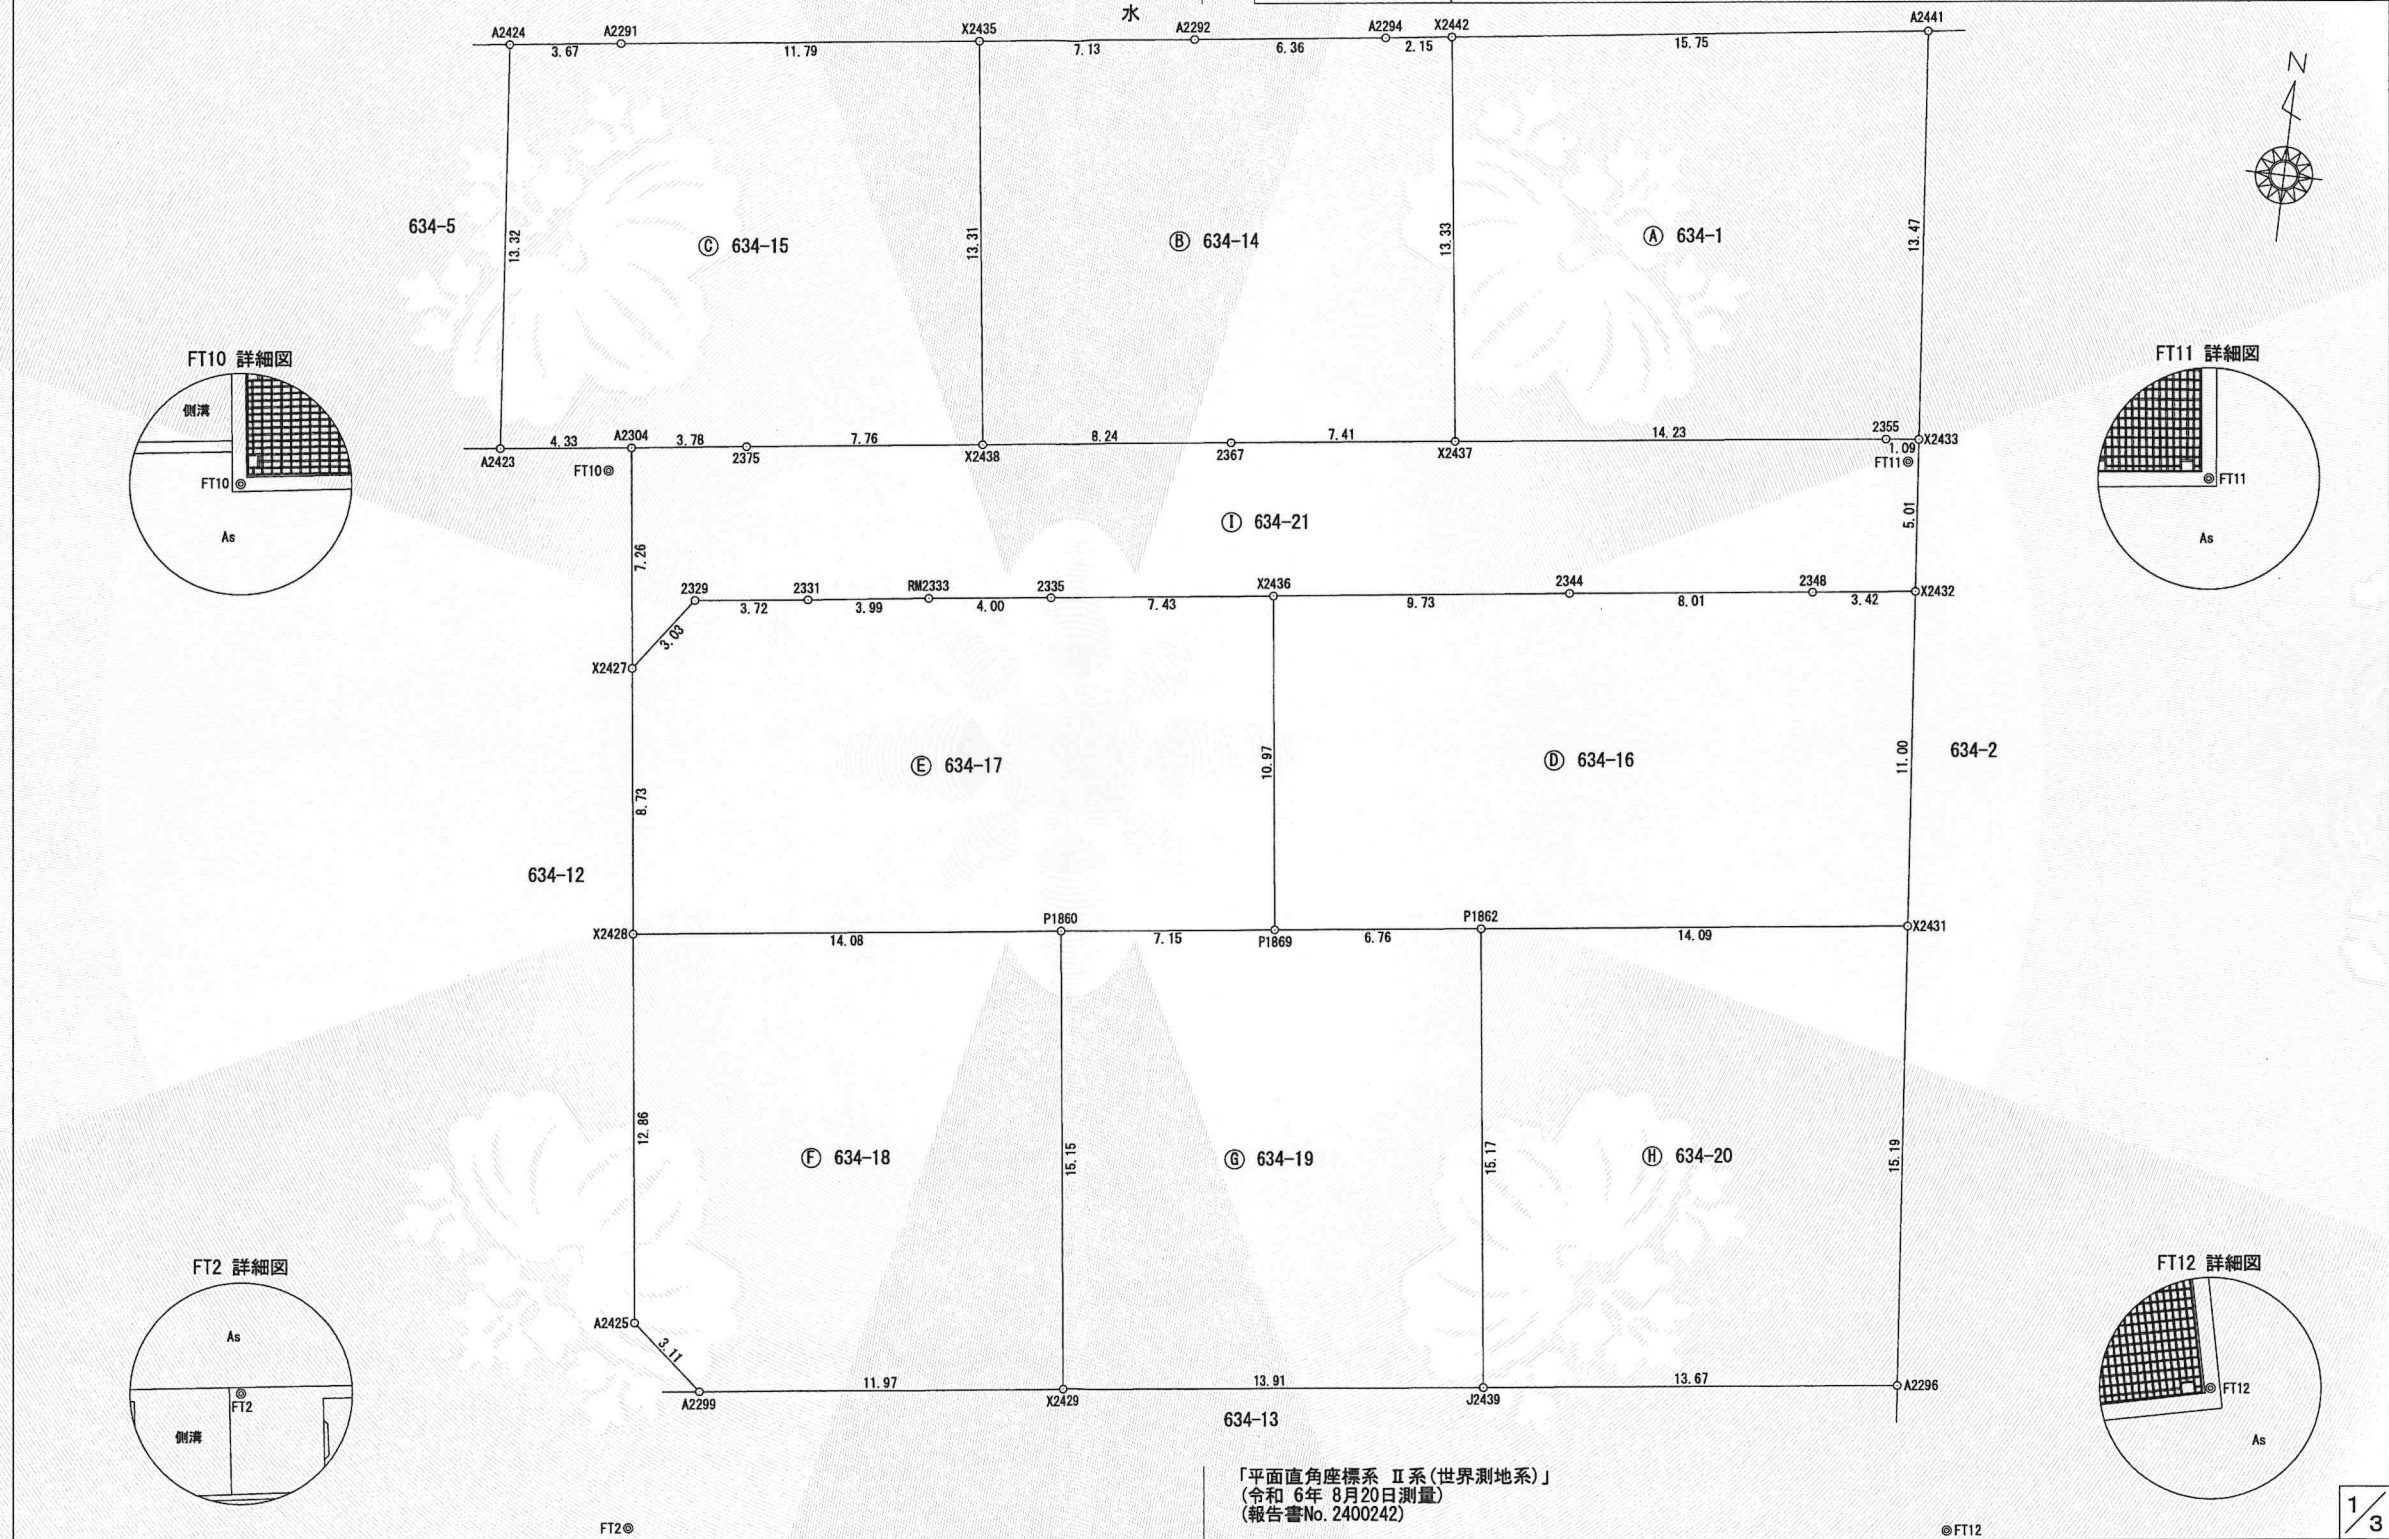 水
A2424
A2291
X2435
A2292
A2294
X2442
A2441
3.67
11.79
7.13
6.36
2.15
15.75
N
634-5
13.32
Ⓒ 634-15
13.31
Ⓑ 634-14
13.33
Ⓐ 634-1
13.47
FT10 詳細図
側溝
FT10
As
FT11 詳細図
FT11
As
A2423
4.33
A2304
3.78
2375
7.76
X2438
8.24
2367
7.41
X2437
14.23
2355
X2433
1.09
FT10
FT11
7.26
Ⓘ 634-21
5.01
2329
3.72
2331
3.99
RM2333
4.00
2335
7.43
X2436
9.73
2344
8.01
2348
3.42
X2432
3.03
X2427
8.73
Ⓔ 634-17
10.97
Ⓓ 634-16
11.00
634-2
634-12
X2428
14.08
P1860
7.15
P1869
6.76
P1862
14.09
X2431
12.86
Ⓕ 634-18
15.15
Ⓖ 634-19
15.17
Ⓗ 634-20
15.19
FT2 詳細図
As
FT2
側溝
FT12 詳細図
FT12
As
A2425
3.11
A2299
11.97
X2429
13.91
J2439
13.67
A2296
634-13
「平面直角座標系 Ⅱ系(世界測地系)」
(令和 6年 8月20日測量)
(報告書No.2400242)
FT2
FT12
1/3